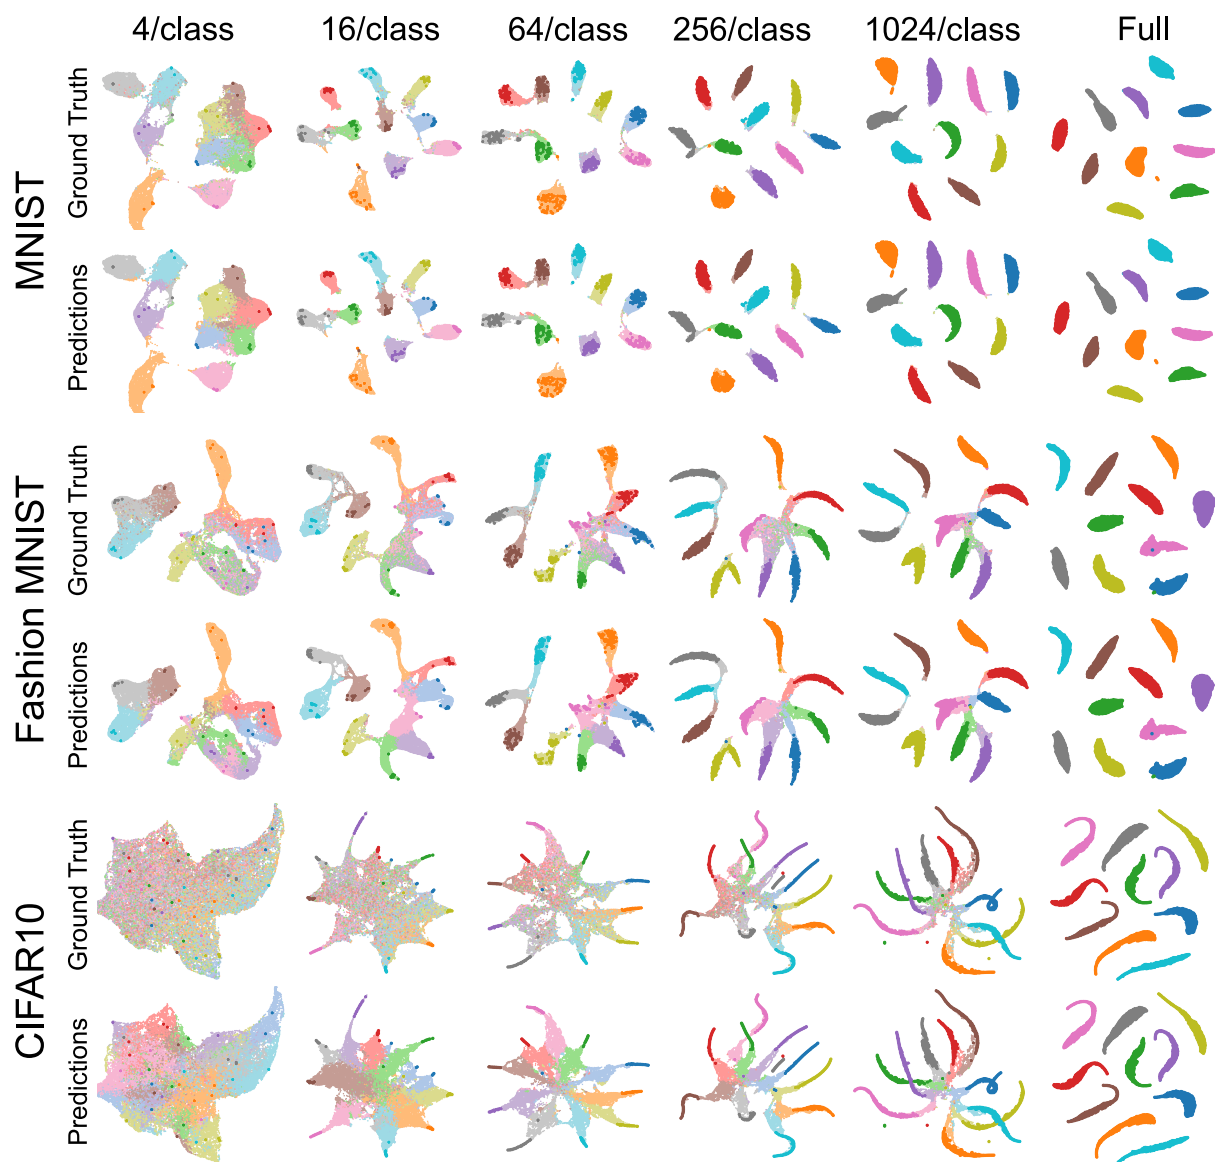 4/class 16/class 64/class 256/class 1024/class Full
MNIST
Ground Truth
Predictions
Fashion MNIST
Ground Truth
Predictions
CIFAR10
Ground Truth
Predictions